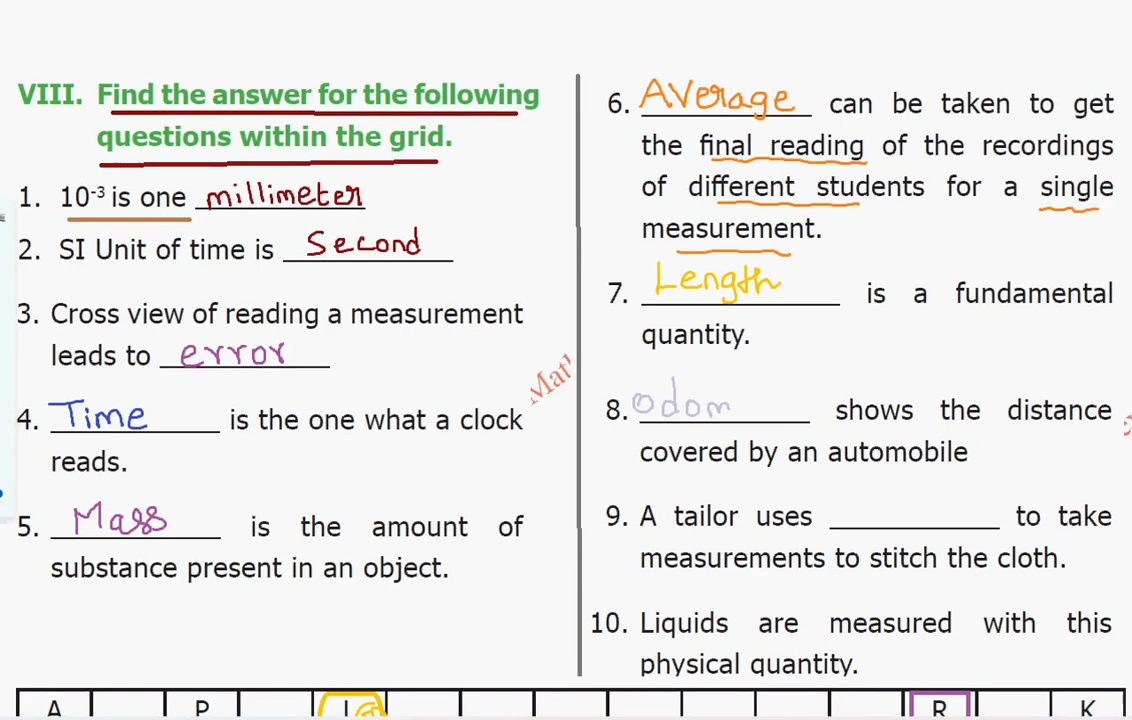 VIII. Find the answer for the following
questions within the grid.
1. 10⁻³ is one millimeter
2. SI Unit of time is Second
3. Cross view of reading a measurement
leads to error
4. Time is the one what a clock
reads.
5. Mass is the amount of
substance present in an object.
6. Average can be taken to get
the final reading of the recordings
of different students for a single
measurement.
7. Length is a fundamental
quantity.
8. odom shows the distance
covered by an automobile
9. A tailor uses to take
measurements to stitch the cloth.
10. Liquids are measured with this
physical quantity.
Mat
A P R K